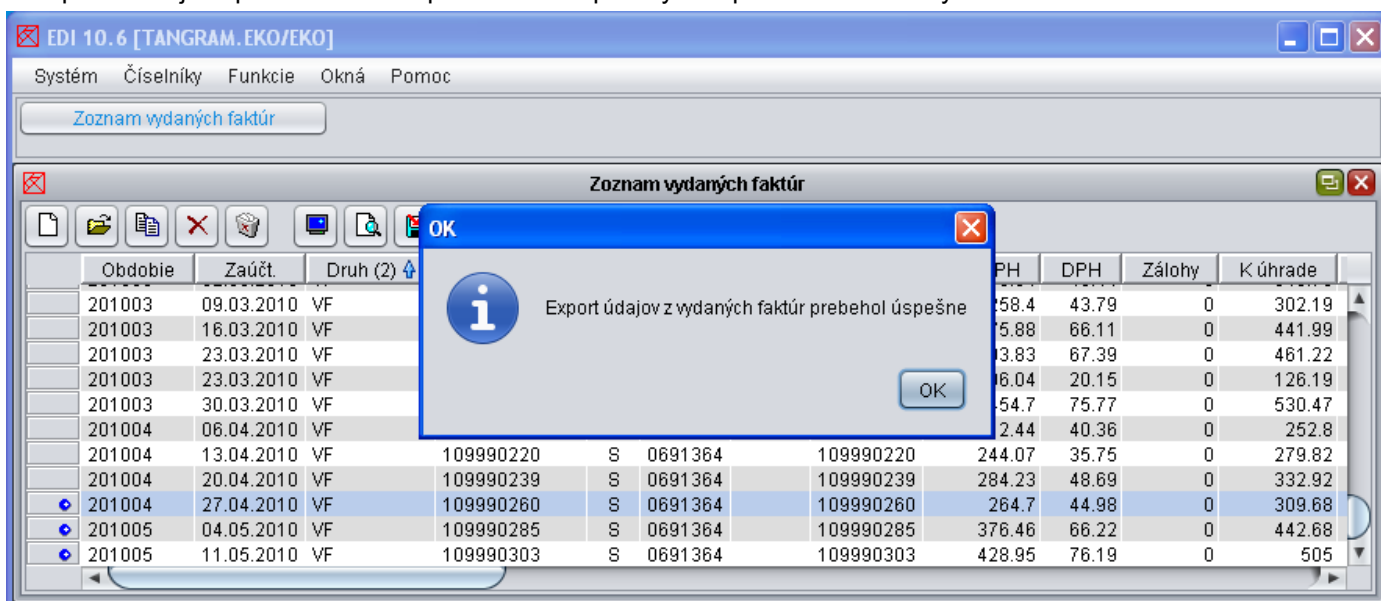 EDI 10.6 [TANGRAM.EKO/EKO]
Systém Číselníky Funkcie Okná Pomoc
Zoznam vydaných faktúr
Zoznam vydaných faktúr
OK
Obdobie Zaúčt. Druh (2) PH DPH Zálohy K úhrade
201003 09.03.2010 VF 258.4 43.79 0 302.19
201003 16.03.2010 VF 5.88 66.11 0 441.99
201003 23.03.2010 VF 3.83 67.39 0 461.22
201003 23.03.2010 VF 6.04 20.15 0 126.19
201003 30.03.2010 VF 54.7 75.77 0 530.47
201004 06.04.2010 VF 2.44 40.36 0 252.8
Export údajov z vydaných faktúr prebehol úspešne
OK
201004 13.04.2010 VF 109990220 S 0691364 109990220 244.07 35.75 0 279.82
201004 20.04.2010 VF 109990239 S 0691364 109990239 284.23 48.69 0 332.92
201004 27.04.2010 VF 109990260 S 0691364 109990260 264.7 44.98 0 309.68
201005 04.05.2010 VF 109990285 S 0691364 109990285 376.46 66.22 0 442.68
201005 11.05.2010 VF 109990303 S 0691364 109990303 428.95 76.19 0 505